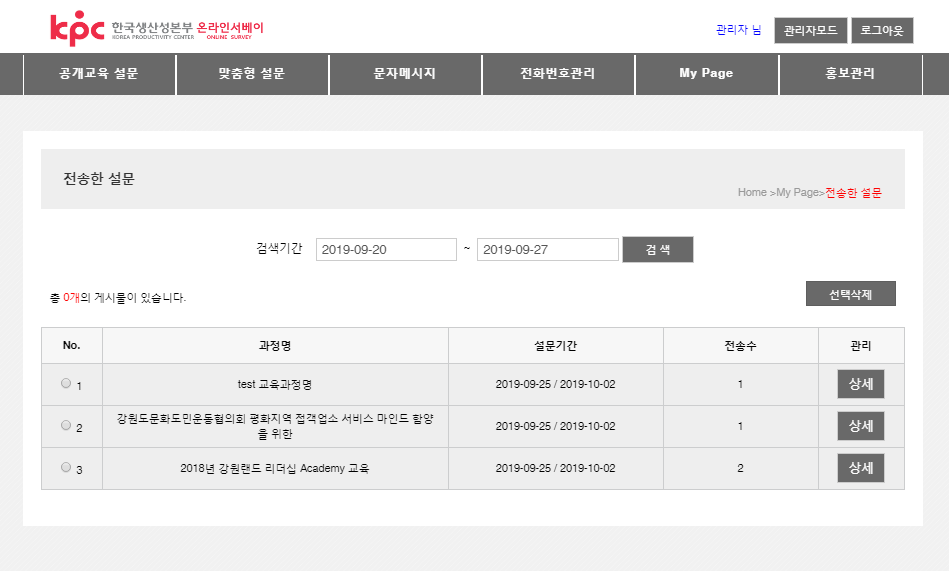 kpc 한국생산성본부 온라인서베이
KOREA PRODUCTIVITY CENTER ONLINE SURVEY
관리자 님 관리자모드 로그아웃
공개교육 설문 맞춤형 설문 문자메시지 전화번호관리 My Page 홍보관리
전송한 설문
Home >My Page>전송한 설문
검색기간 2019-09-20 ~ 2019-09-27 검 색
총 0개의 게시물이 있습니다.
선택삭제
No. 과정명 설문기간 전송수 관리
1 test 교육과정명 2019-09-25 / 2019-10-02 1 상세
2 강원도문화도민운동협의회 평화지역 접객업소 서비스 마인드 함양
을 위한 2019-09-25 / 2019-10-02 1 상세
3 2018년 강원랜드 리더십 Academy 교육 2019-09-25 / 2019-10-02 2 상세